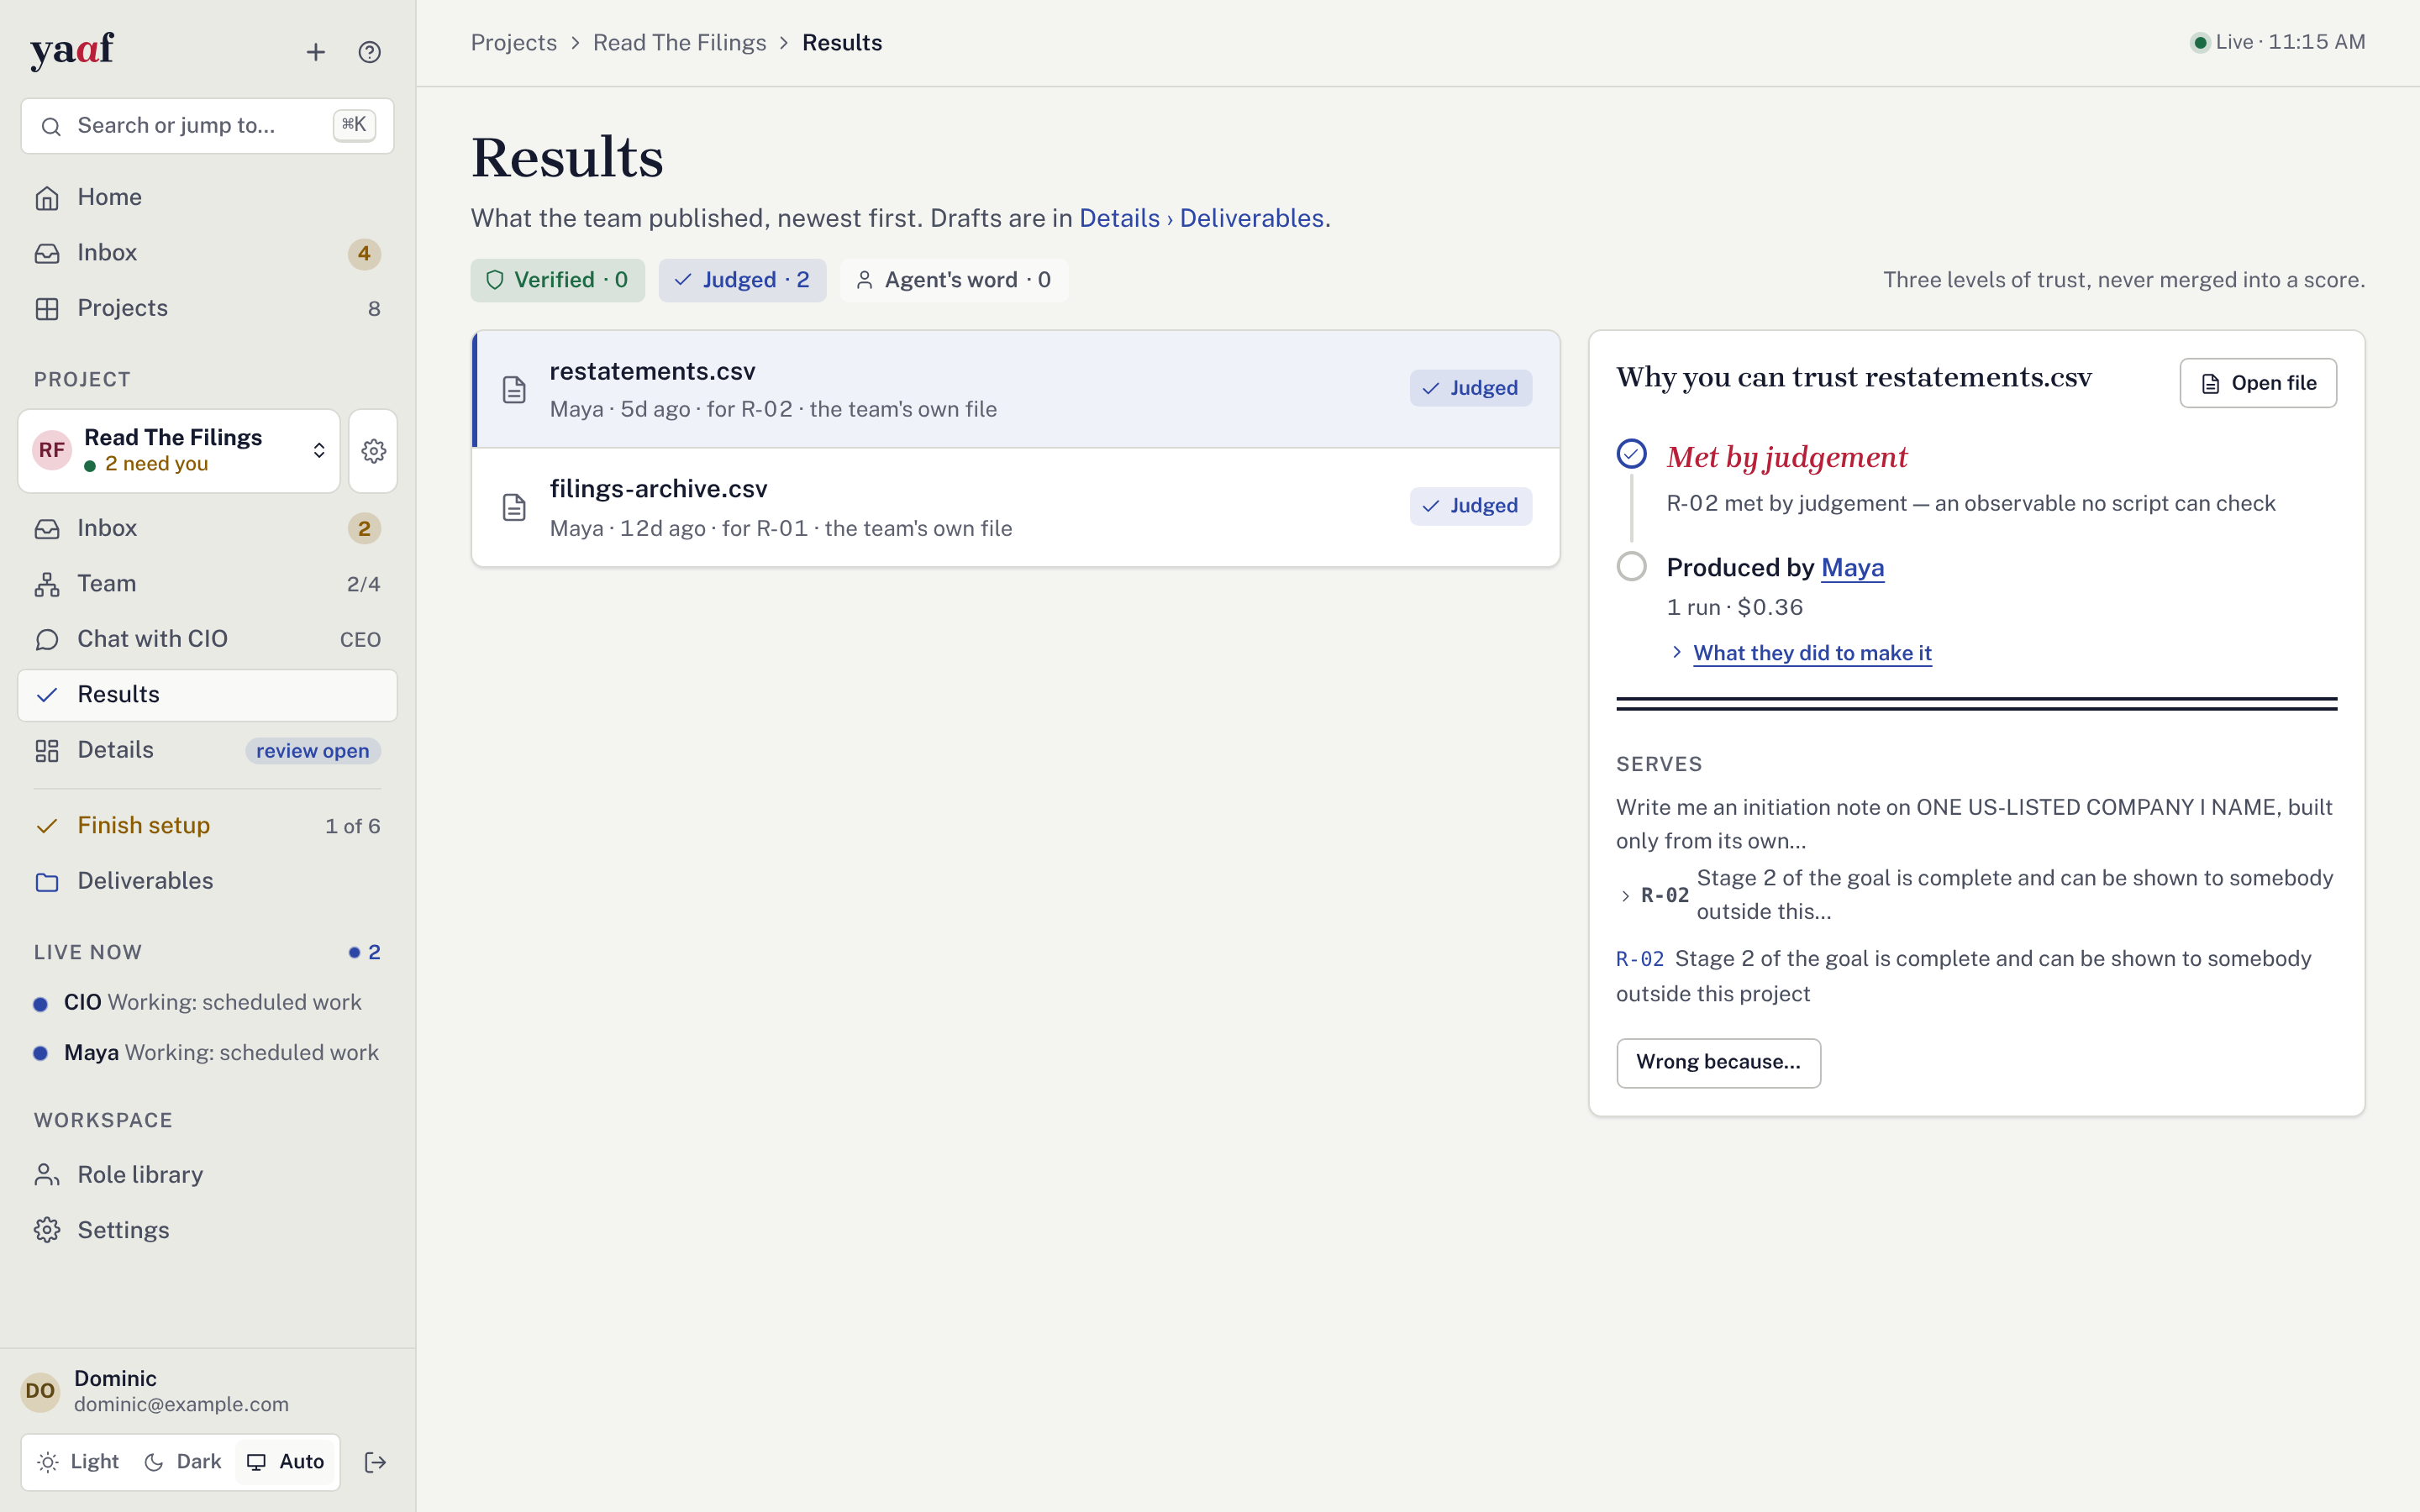 yaaf
Search or jump to...
⌘K
Home
Inbox
4
Projects
8
PROJECT
RF
Read The Filings
2 need you
Inbox
2
Team
2/4
Chat with CIO
CEO
Results
Details
review open
Finish setup
1 of 6
Deliverables
LIVE NOW
2
CIO Working: scheduled work
Maya Working: scheduled work
WORKSPACE
Role library
Settings
DO
Dominic
dominic@example.com
Light
Dark
Auto
Projects > Read The Filings > Results
Live · 11:15 AM
Results
What the team published, newest first. Drafts are in Details › Deliverables.
Verified · 0
Judged · 2
Agent's word · 0
Three levels of trust, never merged into a score.
restatements.csv
Maya · 5d ago · for R-02 · the team's own file
Judged
filings-archive.csv
Maya · 12d ago · for R-01 · the team's own file
Judged
Why you can trust restatements.csv
Open file
Met by judgement
R-02 met by judgement — an observable no script can check
Produced by Maya
1 run · $0.36
What they did to make it
SERVES
Write me an initiation note on ONE US-LISTED COMPANY I NAME, built
only from its own...
R-02
Stage 2 of the goal is complete and can be shown to somebody
outside this...
R-02 Stage 2 of the goal is complete and can be shown to somebody
outside this project
Wrong because...